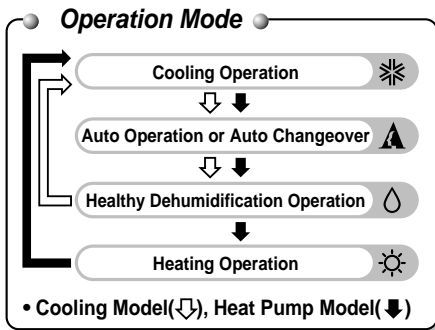 Operation Mode
Cooling Operation
Auto Operation or Auto Changeover
Healthy Dehumidification Operation
Heating Operation
• Cooling Model(⇩), Heat Pump Model(⬇)